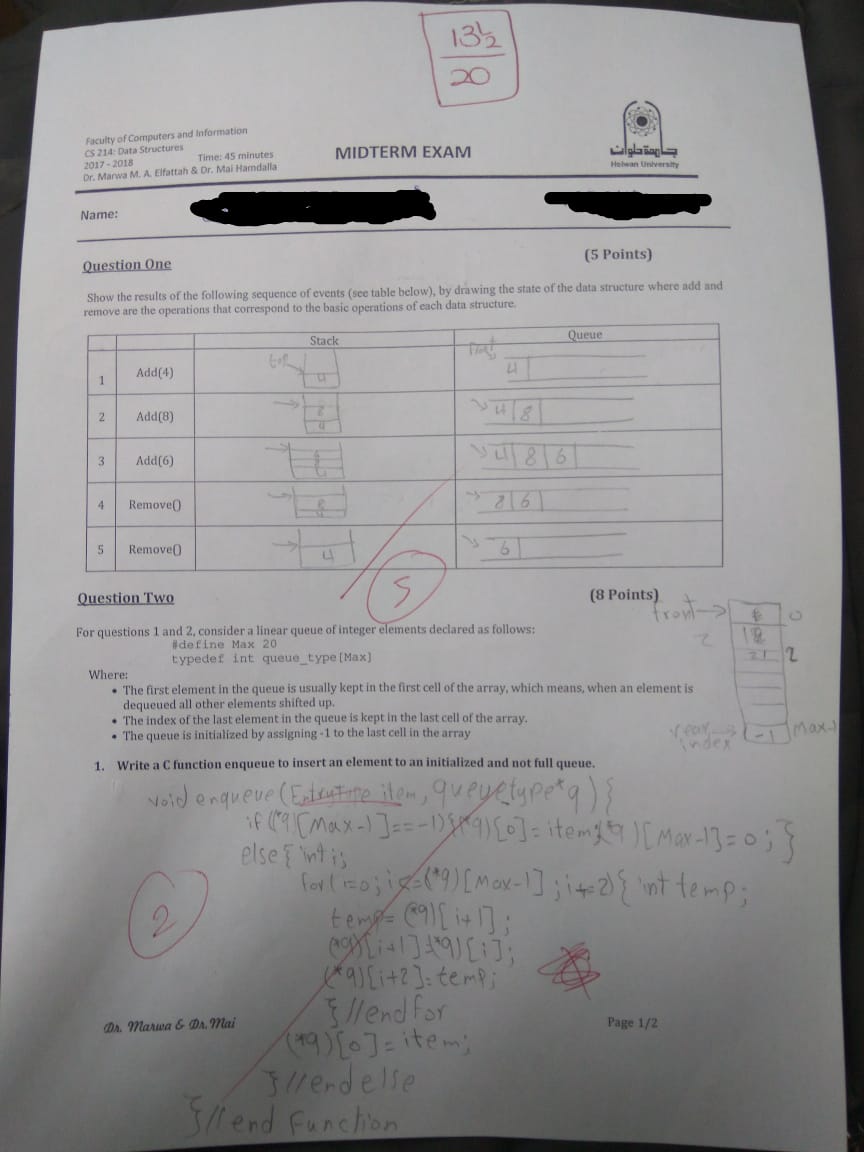 13½
20
Faculty of Computers and Information
CS 214: Data Structures
2017 - 2018 Time: 45 minutes
Dr. Marwa M. A. Elfattah & Dr. Mai Hamdalla
MIDTERM EXAM
جامعة حلوان
Helwan University
Name:
Question One (5 Points)
Show the results of the following sequence of events (see table below), by drawing the state of the data structure where add and
remove are the operations that correspond to the basic operations of each data structure.
Stack Queue
1 Add(4) top 4 front 4
2 Add(8) 8 4 4 8
3 Add(6) 4 8 6
4 Remove() 8 4 8 6
5 Remove() 4 6
5
Question Two (8 Points)
front 0
For questions 1 and 2, consider a linear queue of integer elements declared as follows:
#define Max 20
typedef int queue_type[Max]
2 21 2
Where:
• The first element in the queue is usually kept in the first cell of the array, which means, when an element is
dequeued all other elements shifted up.
• The index of the last element in the queue is kept in the last cell of the array.
• The queue is initialized by assigning -1 to the last cell in the array
rear index -1 Max-1
1. Write a C function enqueue to insert an element to an initialized and not full queue.
void enqueue (EntryType item, queuetype*q){
if ((*q)[Max-1]==-1){(*q)[0]=item;(*q)[Max-1]=0;}
else{ int i;
for(i=0;i<=(*q)[Max-1];i+=2){ int temp;
temp=(*q)[i+1];
(*q)[i+1]=(*q)[i];
(*q)[i+2]=temp;
}//end for
(*q)[0]=item;
}//end else
}//end function
2
Dr. Marwa & Dr. Mai Page 1/2